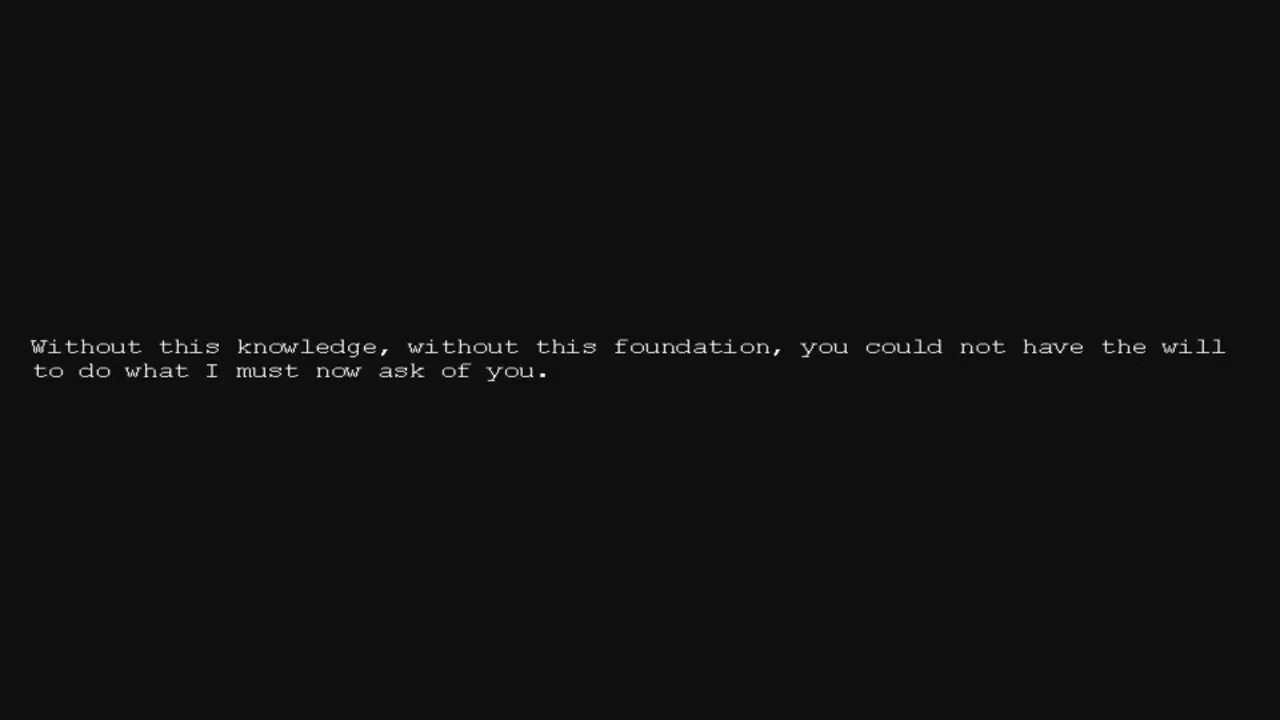 Without this knowledge, without this foundation, you could not have the will
to do what I must now ask of you.